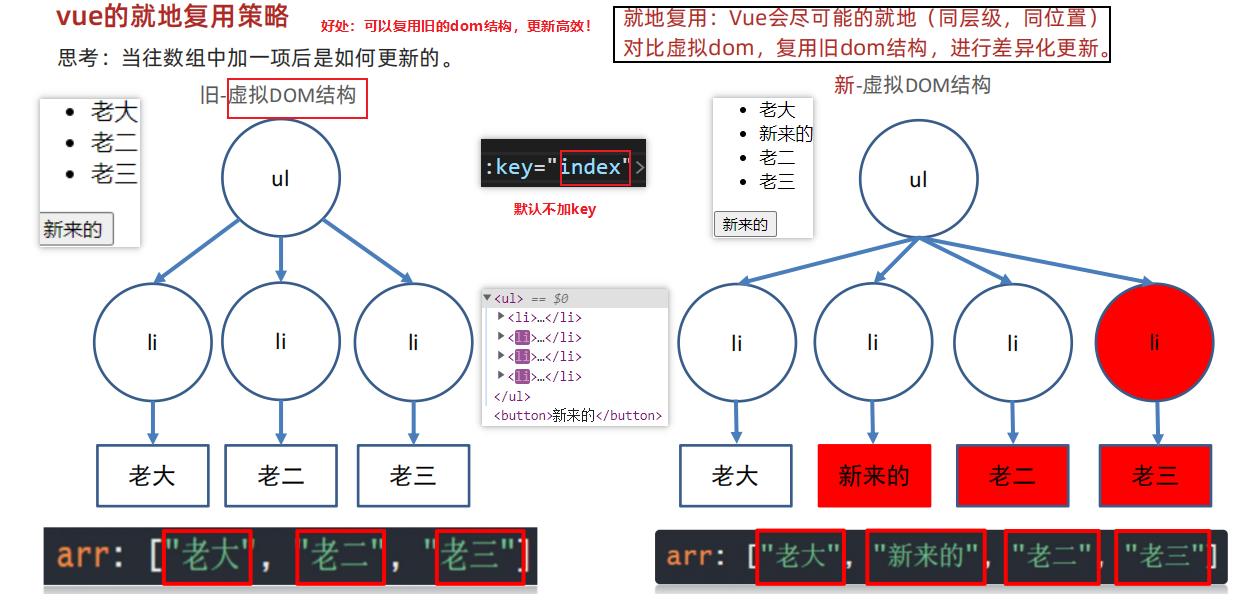 vue的就地复用策略
好处：可以复用旧的dom结构，更新高效！
思考：当往数组中加一项后是如何更新的。
就地复用：Vue会尽可能的就地（同层级，同位置）
对比虚拟dom，复用旧dom结构，进行差异化更新。
旧-虚拟DOM结构
老大
老二
老三
新来的
ul
li
li
li
老大
老二
老三
arr: ["老大", "老二", "老三"]
:key="index">
默认不加key
<ul> == $0
<li>…</li>
<li>…</li>
<li>…</li>
<li>…</li>
</ul>
<button>新来的</button>
新-虚拟DOM结构
老大
新来的
老二
老三
新来的
ul
li
li
li
li
老大
新来的
老二
老三
arr: ["老大", "新来的", "老二", "老三"]